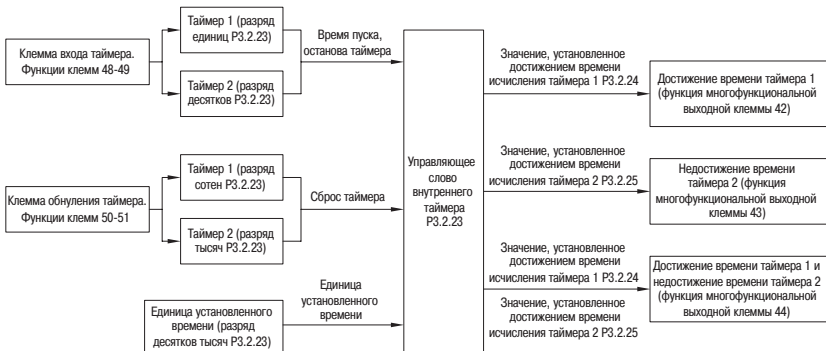 Клемма входа таймера.
Функции клемм 48-49
Таймер 1 (разряд
единиц P3.2.23)
Таймер 2 (разряд
десятков P3.2.23)
Время пуска,
останова таймера
Клемма обнуления таймера.
Функции клемм 50-51
Таймер 1 (разряд
сотен P3.2.23)
Таймер 2 (разряд
тысяч P3.2.23)
Сброс таймера
Единица установленного
времени (разряд
десятков тысяч P3.2.23)
Единица
установленного
времени
Управляющее
слово
внутреннего
таймера
P3.2.23
Значение, установленное
достижением времени
исчисления таймера 1 P3.2.24
Достижение времени таймера 1
(функция многофункциональной
выходной клеммы 42)
Значение, установленное
достижением времени
исчисления таймера 2 P3.2.25
Недостижение времени
таймера 2 (функция
многофункциональной выходной
клеммы 43)
Значение, установленное
достижением времени
исчисления таймера 1 P3.2.24
Значение, установленное
достижением времени
исчисления таймера 2 P3.2.25
Достижение времени таймера 1 и
недостижение времени таймера 2
(функция многофункциональной
выходной клеммы 44)